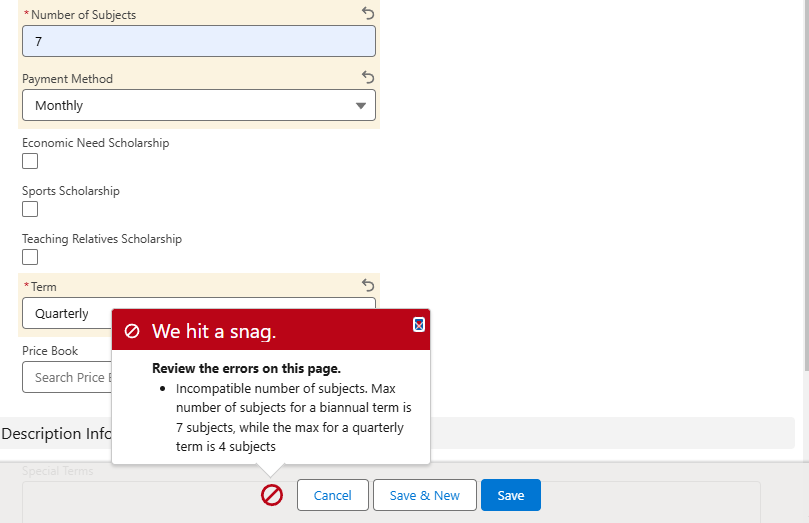 * Number of Subjects
7
Payment Method
Monthly
Economic Need Scholarship
Sports Scholarship
Teaching Relatives Scholarship
* Term
Quarterly
We hit a snag.
Review the errors on this page.
• Incompatible number of subjects. Max
number of subjects for a biannual term is
7 subjects, while the max for a quarterly
term is 4 subjects
Price Book
Search Price
Description Info
Special Terms
Cancel
Save & New
Save